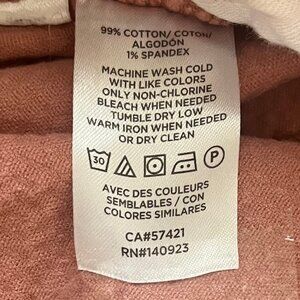 99% COTTON/ COTON/
ALGODÓN
1% SPANDEX
MACHINE WASH COLD
WITH LIKE COLORS
ONLY NON-CHLORINE
BLEACH WHEN NEEDED
TUMBLE DRY LOW
WARM IRON WHEN NEEDED
OR DRY CLEAN
30 P
AVEC DES COULEURS
SEMBLABLES / CON
COLORES SIMILARES
CA#57421
RN#140923